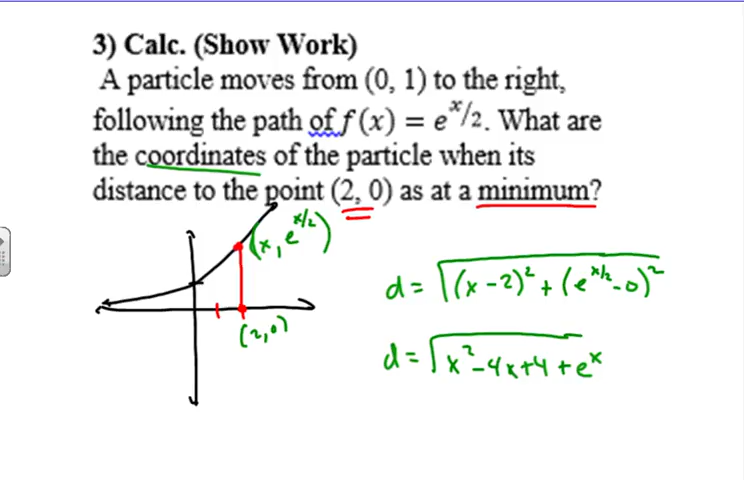 3) Calc. (Show Work)
A particle moves from (0, 1) to the right,
following the path of f(x) = e^x/2. What are
the coordinates of the particle when its
distance to the point (2, 0) as at a minimum?
(x, e^x/2)
(2,0)
d = √(x-2)² + (e^x/2-0)²
d = √x²-4x+4+e^x